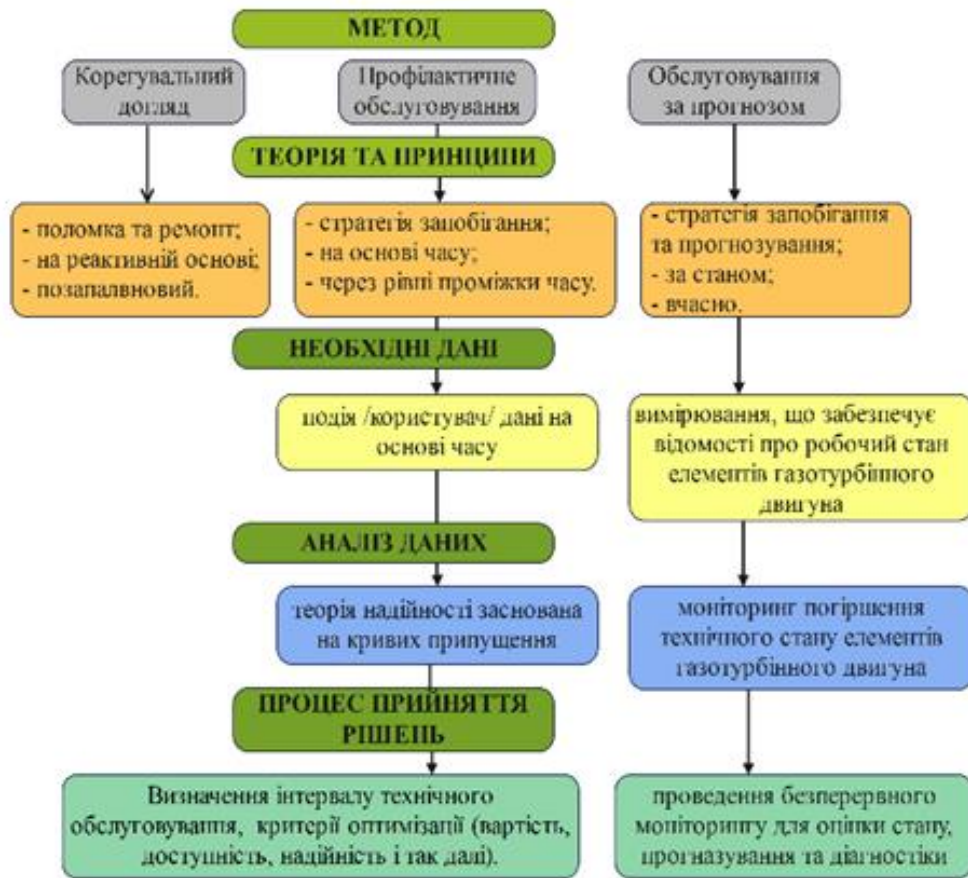 МЕТОД
Корегувальний
догляд
Профілактичне
обслуговування
Обслуговування
за прогнозом
ТЕОРІЯ ТА ПРИНЦИПИ
- поломка та ремонт;
- на реактивній основі;
- позапалвновий.
- стратегія запобігання;
- на основі часу;
- через рівні проміжки часу.
- стратегія запобігання
та прогнозування;
- за станом;
- вчасно.
НЕОБХІДНІ ДАНІ
подія /користувач/ дані на
основі часу
вимірювання, що забезпечує
відомості про робочий стан
елементів газотурбінного
двигуна
АНАЛІЗ ДАНИХ
теорія надійності заснована
на кривих припущення
моніторинг погіршення
технічного стану елементів
газотурбінного двигуна
ПРОЦЕС ПРИЙНЯТТЯ
РІШЕНЬ
Визначення інтервалу технічного
обслуговування, критерії оптимізації (вартість,
доступність, надійність і так далі).
проведення безперервного
моніторингу для оцінки стану,
прогназування та діагностіки